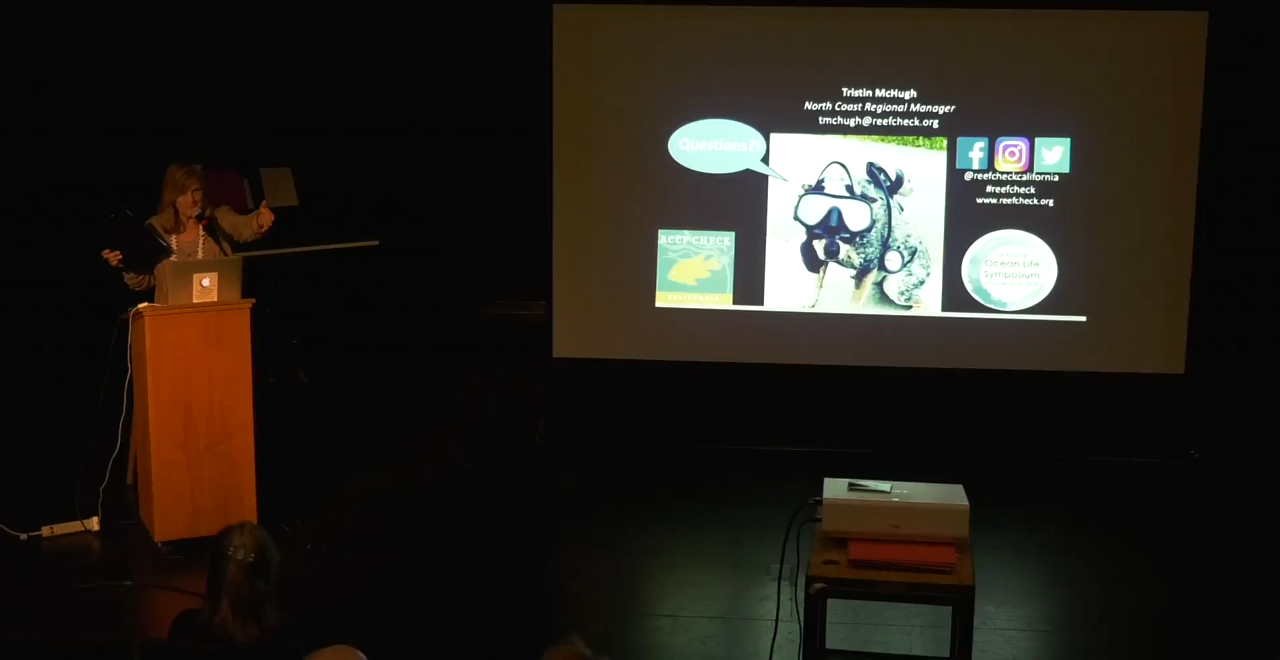 Tristin McHugh
North Coast Regional Manager
tmchugh@reefcheck.org
Questions?!
@reefcheckcalifornia
#reefcheck
www.reefcheck.org
REEF CHECK
CALIFORNIA
Ocean Life
Symposium